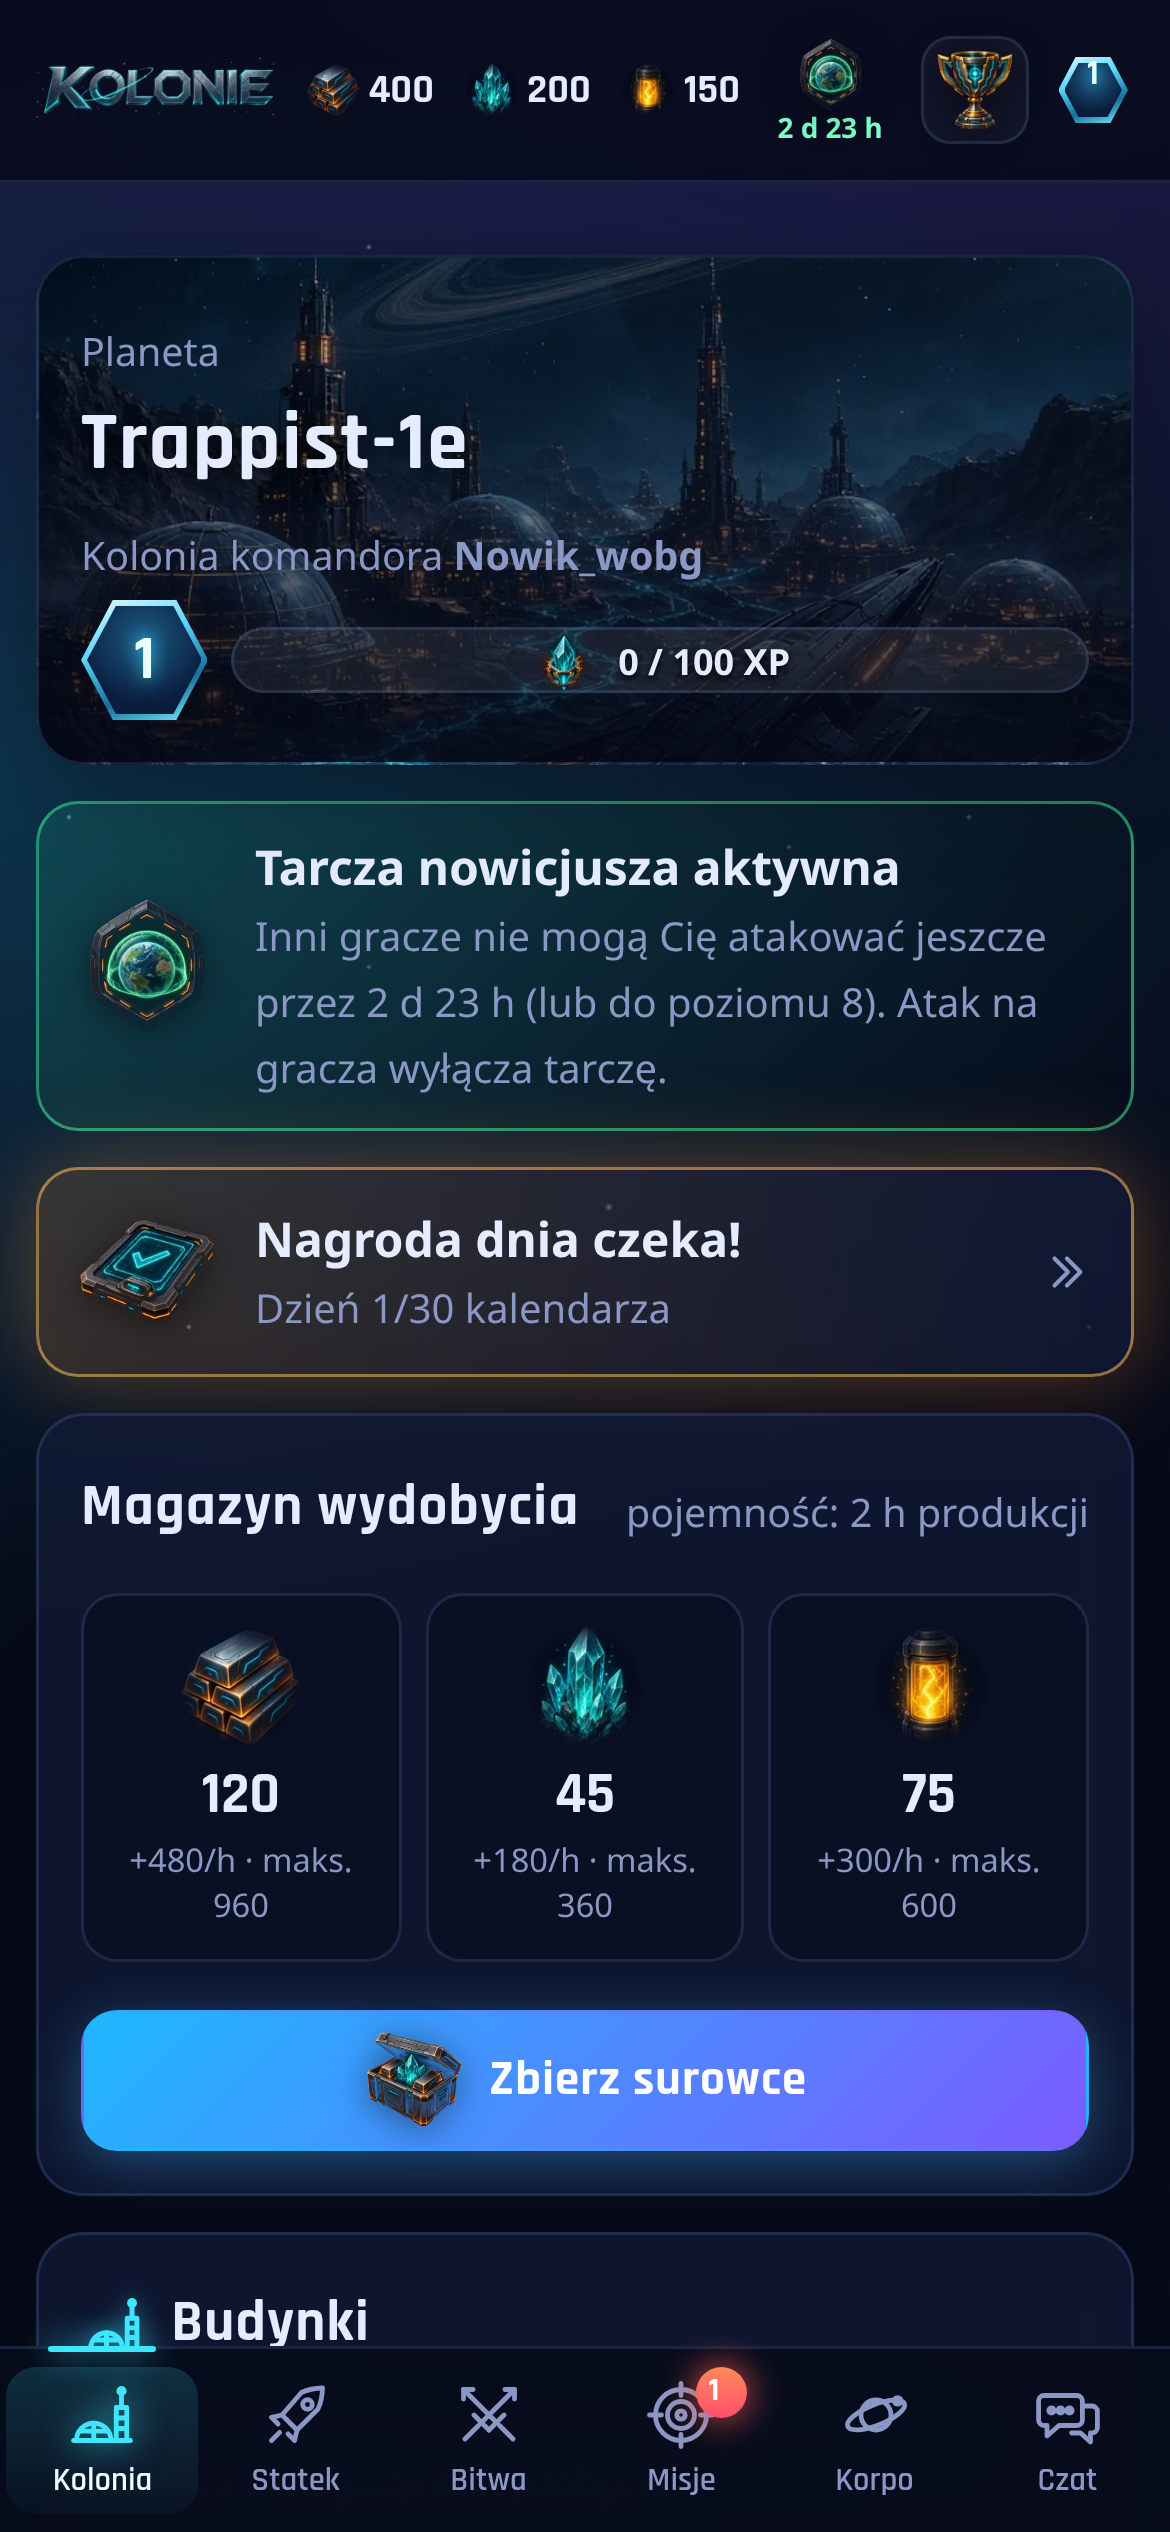 KOLONIE 400 200 150 2 d 23 h 1
Planeta
Trappist-1e
Kolonia komandora Nowik_wobg
1 0 / 100 XP
Tarcza nowicjusza aktywna
Inni gracze nie mogą Cię atakować jeszcze
przez 2 d 23 h (lub do poziomu 8). Atak na
gracza wyłącza tarczę.
Nagroda dnia czeka!
Dzień 1/30 kalendarza
Magazyn wydobycia pojemność: 2 h produkcji
120
+480/h · maks.
960
45
+180/h · maks.
360
75
+300/h · maks.
600
Zbierz surowce
Budynki
Kolonia
Statek
Bitwa
1
Misje
Korpo
Czat